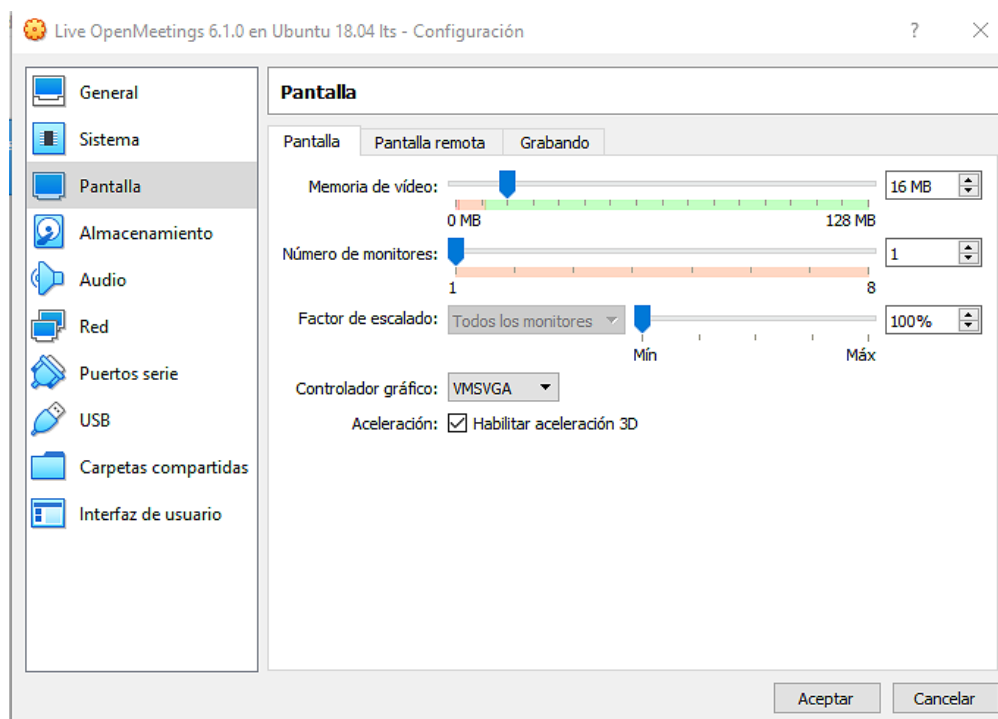 Live OpenMeetings 6.1.0 en Ubuntu 18.04 lts - Configuración
?
General
Sistema
Pantalla
Almacenamiento
Audio
Red
Puertos serie
USB
Carpetas compartidas
Interfaz de usuario
Pantalla
Pantalla Pantalla remota Grabando
Memoria de vídeo: 16 MB
0 MB 128 MB
Número de monitores: 1
1 8
Factor de escalado: Todos los monitores 100%
Mín Máx
Controlador gráfico: VMSVGA
Aceleración: Habilitar aceleración 3D
Aceptar Cancelar